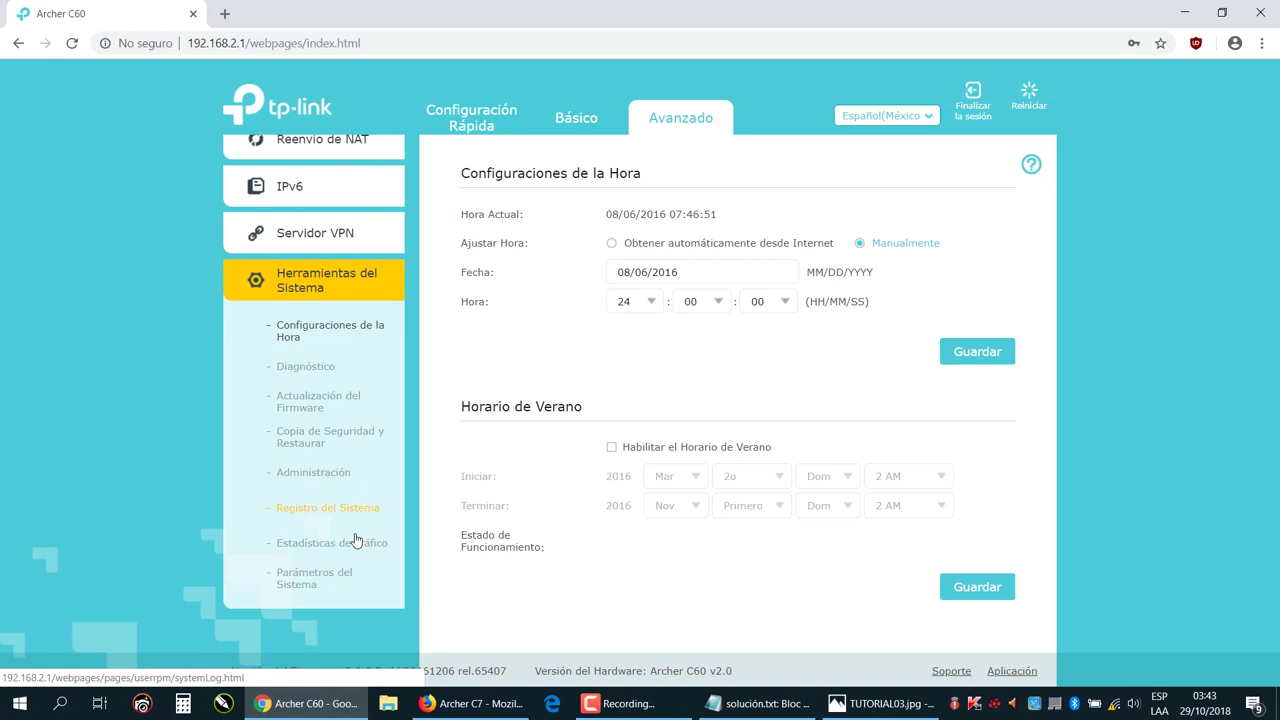 Archer C60
No seguro
192.168.2.1/webpages/index.html
tp-link
Configuración
Rápida
Básico
Avanzado
Español(México
Finalizar
la sesión
Reiniciar
Reenvío de NAT
IPv6
Servidor VPN
Herramientas del
Sistema
- Configuraciones de la
Hora
- Diagnóstico
- Actualización del
Firmware
- Copia de Seguridad y
Restaurar
- Administración
- Registro del Sistema
- Estadísticas de Tráfico
- Parámetros del
Sistema
Configuraciones de la Hora
Hora Actual: 08/06/2016 07:46:51
Ajustar Hora: Obtener automáticamente desde Internet Manualmente
Fecha: 08/06/2016 MM/DD/YYYY
Hora: 24 : 00 : 00 (HH/MM/SS)
Guardar
Horario de Verano
Habilitar el Horario de Verano
Iniciar: 2016 Mar 2o Dom 2 AM
Terminar: 2016 Nov Primero Dom 2 AM
Estado de
Funcionamiento:
Guardar
rel.65407 Versión del Hardware: Archer C60 v2.0 Soporte Aplicación
192.168.2.1/webpages/pages/userrpm/systemLog.html
Archer C60 - Goo...
Archer C7 - Mozil...
Recording...
solución.txt: Bloc ...
TUTORIAL03.jpg -...
ESP
LAA
03:43
29/10/2018